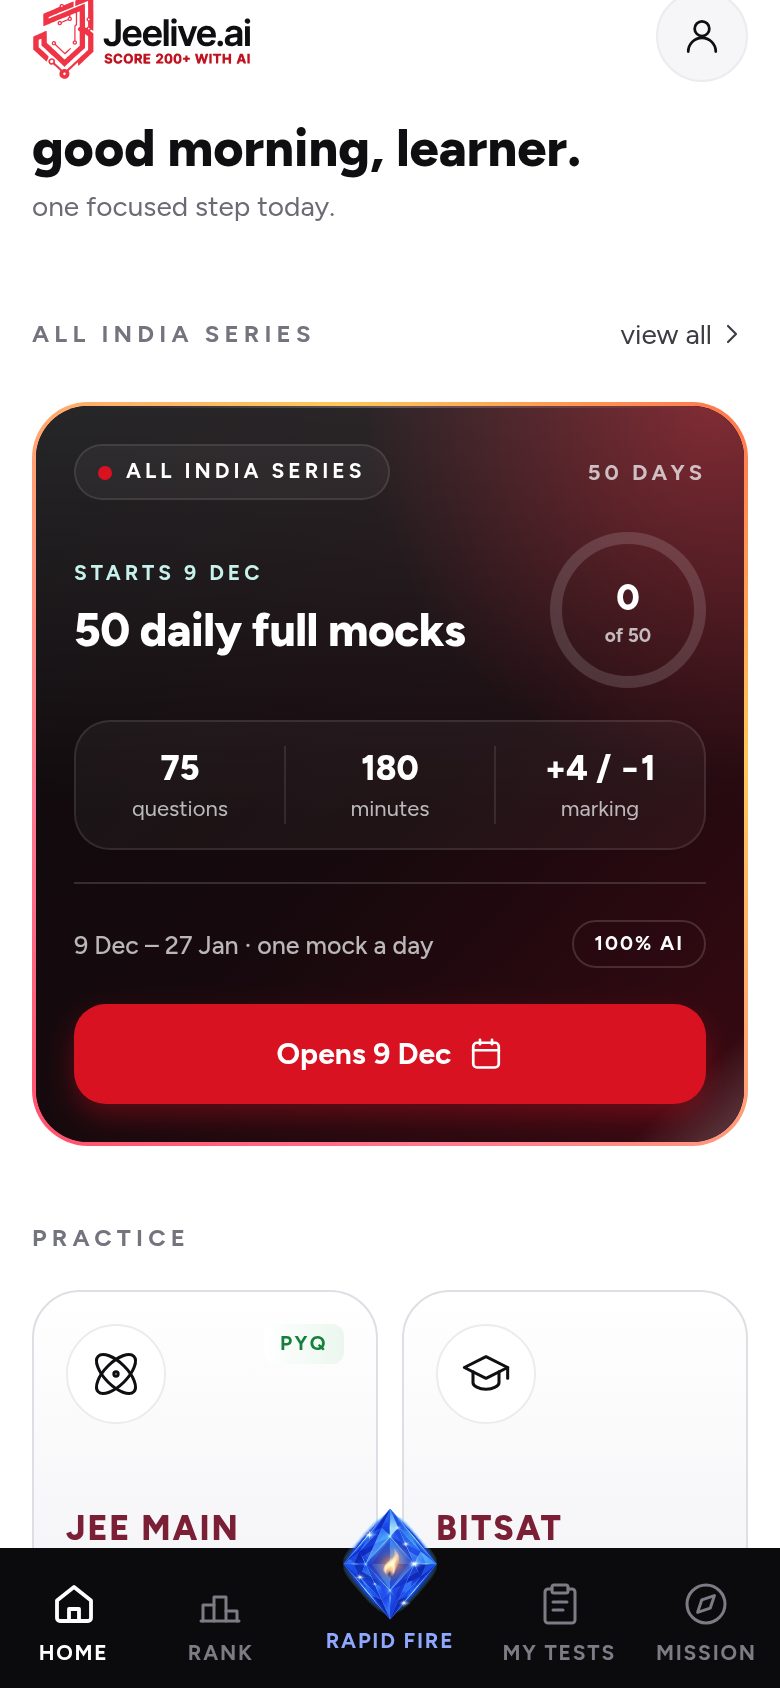 Jeelive.ai
SCORE 200+ WITH AI
good morning, learner.
one focused step today.
ALL INDIA SERIES
view all
ALL INDIA SERIES
50 DAYS
STARTS 9 DEC
50 daily full mocks
0
of 50
75
questions
180
minutes
+4 / -1
marking
9 Dec – 27 Jan · one mock a day
100% AI
Opens 9 Dec
PRACTICE
PYQ
JEE MAIN
BITSAT
HOME
RANK
RAPID FIRE
MY TESTS
MISSION